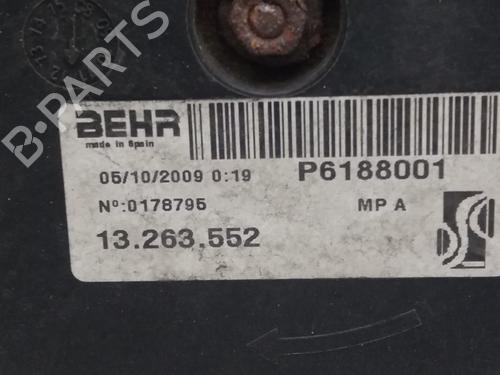 B-PARTS
BEHR
made in Spain
05/10/2009 0:19 P6188001
Nº:0178795 MP A
13.263.552